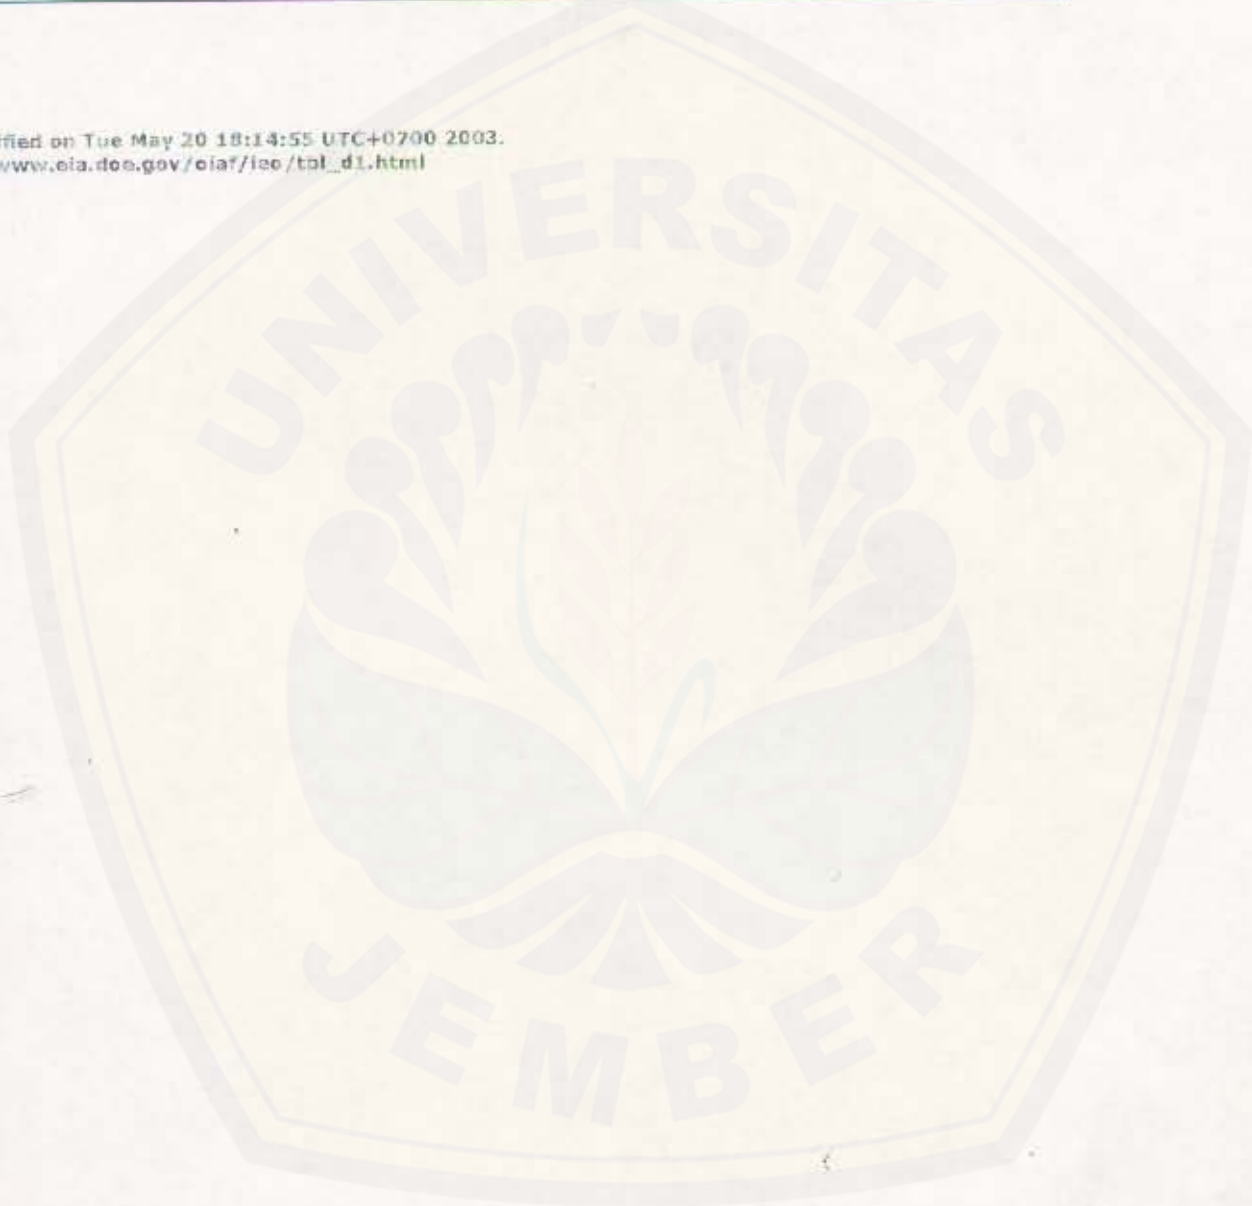 fied on Tue May 20 18:14:55 UTC+0700 2003.
www.eia.doe.gov/oiaf/ieo/tbl_d1.html
UNIVERSITAS
JEMBER